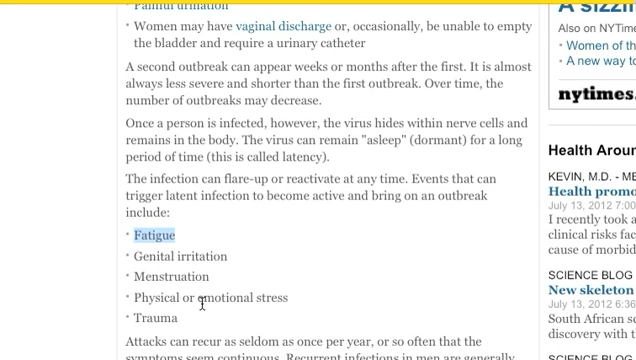 Painful urination
Women may have vaginal discharge or, occasionally, be unable to empty
the bladder and require a urinary catheter
A second outbreak can appear weeks or months after the first. It is almost
always less severe and shorter than the first outbreak. Over time, the
number of outbreaks may decrease.
Once a person is infected, however, the virus hides within nerve cells and
remains in the body. The virus can remain "asleep" (dormant) for a long
period of time (this is called latency).
The infection can flare-up or reactivate at any time. Events that can
trigger latent infection to become active and bring on an outbreak
include:
Fatigue
Genital irritation
Menstruation
Physical or emotional stress
Trauma
Attacks can recur as seldom as once per year, or so often that the
symptoms seem continuous. Recurrent infections in men are generally
A sizzli
Also on NYTime
Women of th
A new way to
nytimes.
Health Aroun
KEVIN, M.D. - ME
Health promo
July 13, 2012 7:00
I recently took a
clinical risks fac
cause of morbid
SCIENCE BLOG
New skeleton
July 13, 2012 6:36
South African sc
discovery with t
SCIENCE BLOG